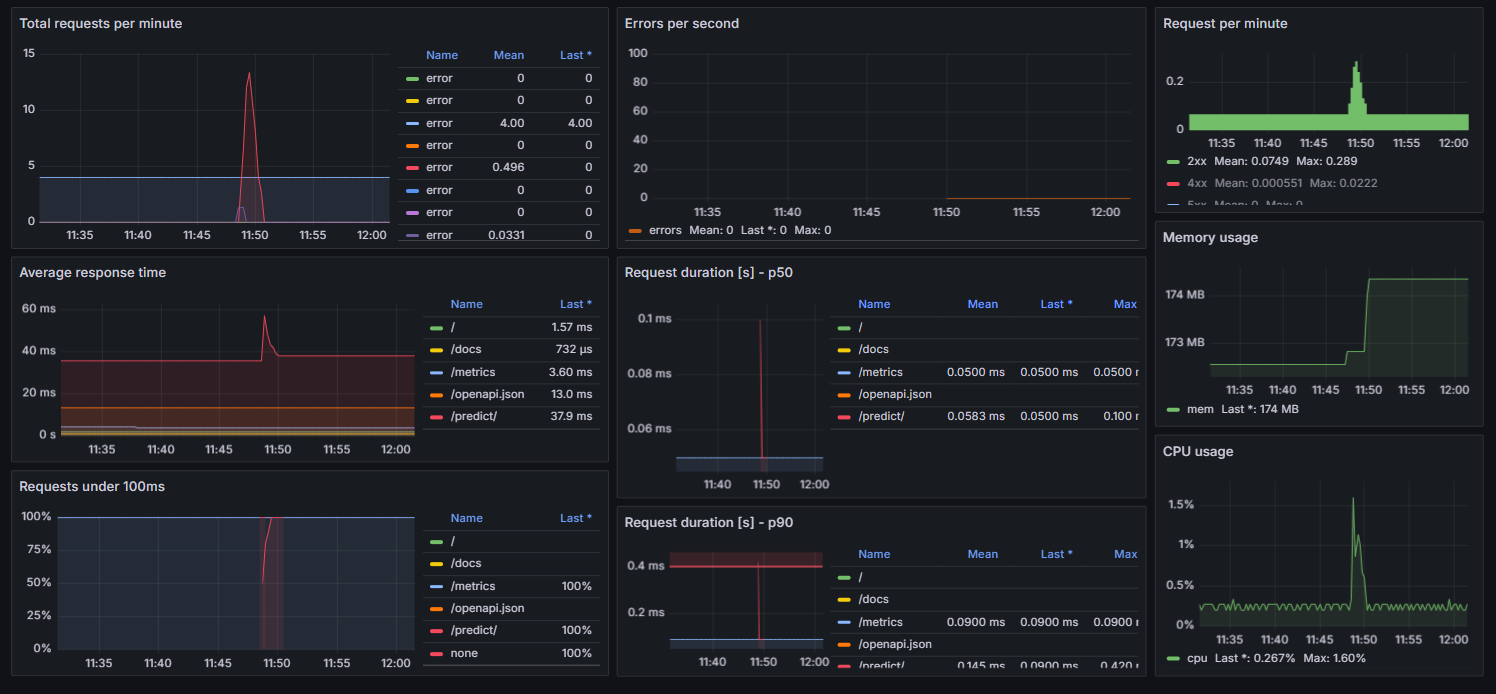 Total requests per minute
15
10
5
0
11:35 11:40 11:45 11:50 11:55 12:00
Name Mean Last *
error 0 0
error 0 0
error 4.00 4.00
error 0 0
error 0.496 0
error 0 0
error 0 0
error 0.0331 0
Errors per second
100
80
60
40
20
0
11:35 11:40 11:45 11:50 11:55 12:00
errors Mean: 0 Last *: 0 Max: 0
Request per minute
0.2
0
11:35 11:40 11:45 11:50 11:55 12:00
2xx Mean: 0.0749 Max: 0.289
4xx Mean: 0.000551 Max: 0.0222
5xx Mean: 0 Max: 0
Average response time
60 ms
40 ms
20 ms
0 s
11:35 11:40 11:45 11:50 11:55 12:00
Name Last *
/ 1.57 ms
/docs 732 µs
/metrics 3.60 ms
/openapi.json 13.0 ms
/predict/ 37.9 ms
Request duration [s] - p50
0.1 ms
0.08 ms
0.06 ms
11:40 11:50 12:00
Name Mean Last * Max
/
/docs
/metrics 0.0500 ms 0.0500 ms 0.0500
/openapi.json
/predict/ 0.0583 ms 0.0500 ms 0.100
Memory usage
174 MB
173 MB
11:35 11:40 11:45 11:50 11:55 12:00
mem Last *: 174 MB
Requests under 100ms
100%
75%
50%
25%
0%
11:35 11:40 11:45 11:50 11:55 12:00
Name Last *
/
/docs
/metrics 100%
/openapi.json
/predict/ 100%
none 100%
Request duration [s] - p90
0.4 ms
0.2 ms
11:40 11:50 12:00
Name Mean Last * Max
/
/docs
/metrics 0.0900 ms 0.0900 ms 0.0900
/openapi.json
/predict/ 0.145 ms 0.0900 ms 0.420
CPU usage
1.5%
1%
0.5%
0%
11:35 11:40 11:45 11:50 11:55 12:00
cpu Last *: 0.267% Max: 1.60%